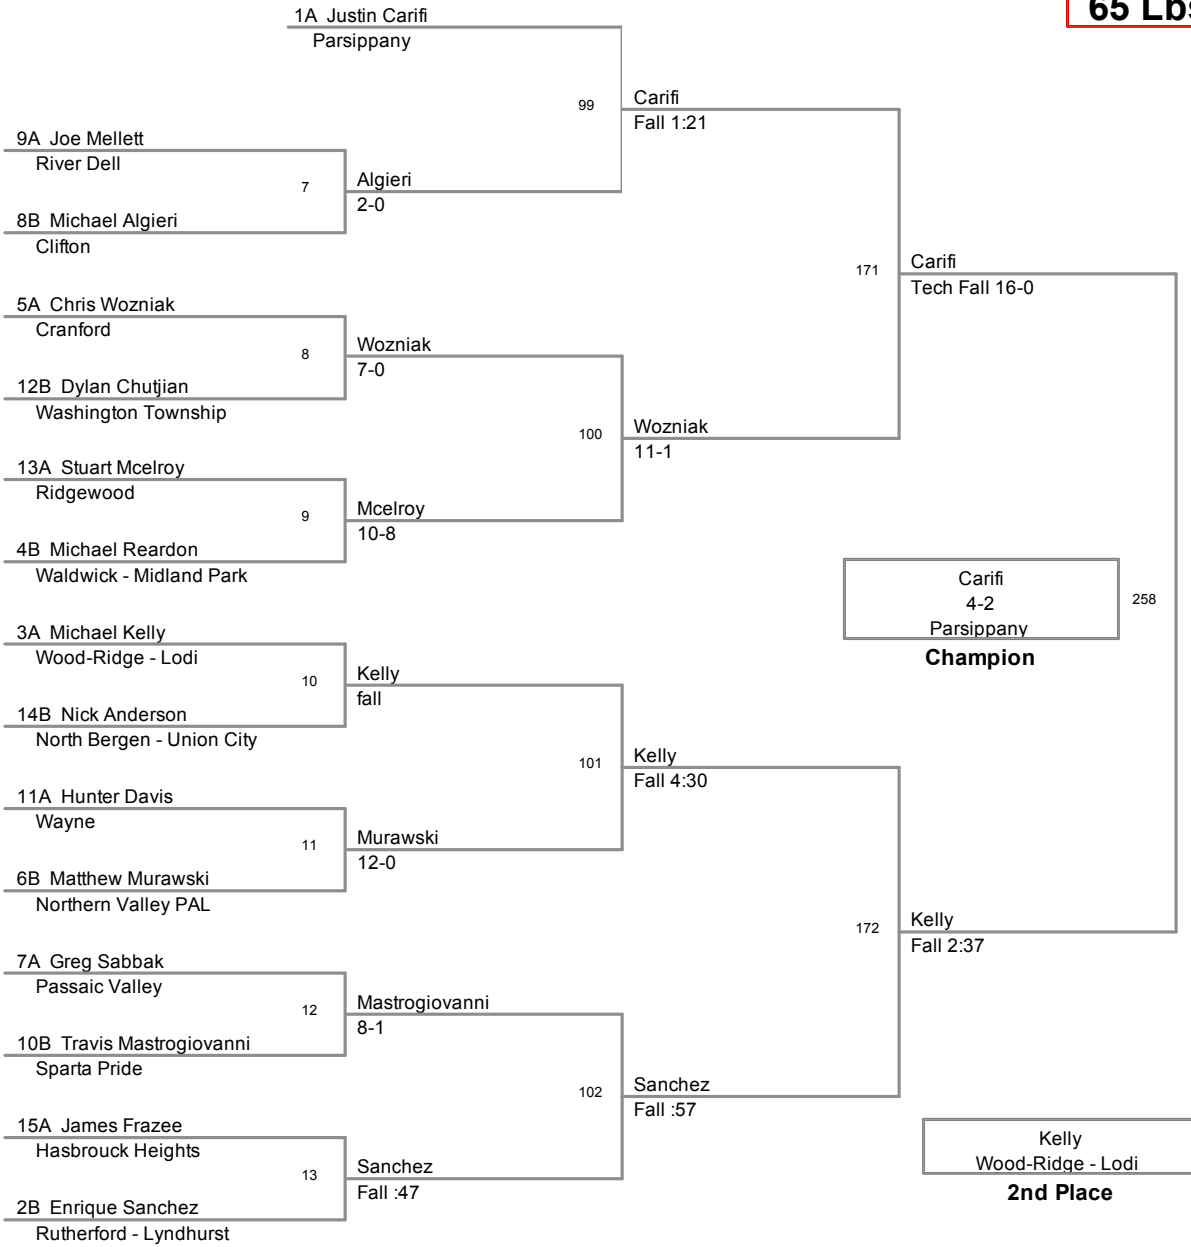 65 Lbs
1A Justin Carifi
Parsippany
99
Carifi
Fall 1:21
9A Joe Mellett
River Dell
7
Algieri
2-0
8B Michael Algieri
Clifton
171
Carifi
Tech Fall 16-0
5A Chris Wozniak
Cranford
8
Wozniak
7-0
12B Dylan Chutjian
Washington Township
100
Wozniak
11-1
13A Stuart Mcelroy
Ridgewood
9
Mcelroy
10-8
4B Michael Reardon
Waldwick - Midland Park
Carifi
4-2
Parsippany
258
Champion
3A Michael Kelly
Wood-Ridge - Lodi
10
Kelly
fall
14B Nick Anderson
North Bergen - Union City
101
Kelly
Fall 4:30
11A Hunter Davis
Wayne
11
Murawski
12-0
6B Matthew Murawski
Northern Valley PAL
172
Kelly
Fall 2:37
7A Greg Sabbak
Passaic Valley
12
Mastrogiovanni
8-1
10B Travis Mastrogiovanni
Sparta Pride
102
Sanchez
Fall :57
15A James Frazee
Hasbrouck Heights
13
Sanchez
Fall :47
2B Enrique Sanchez
Rutherford - Lyndhurst
Kelly
Wood-Ridge - Lodi
2nd Place